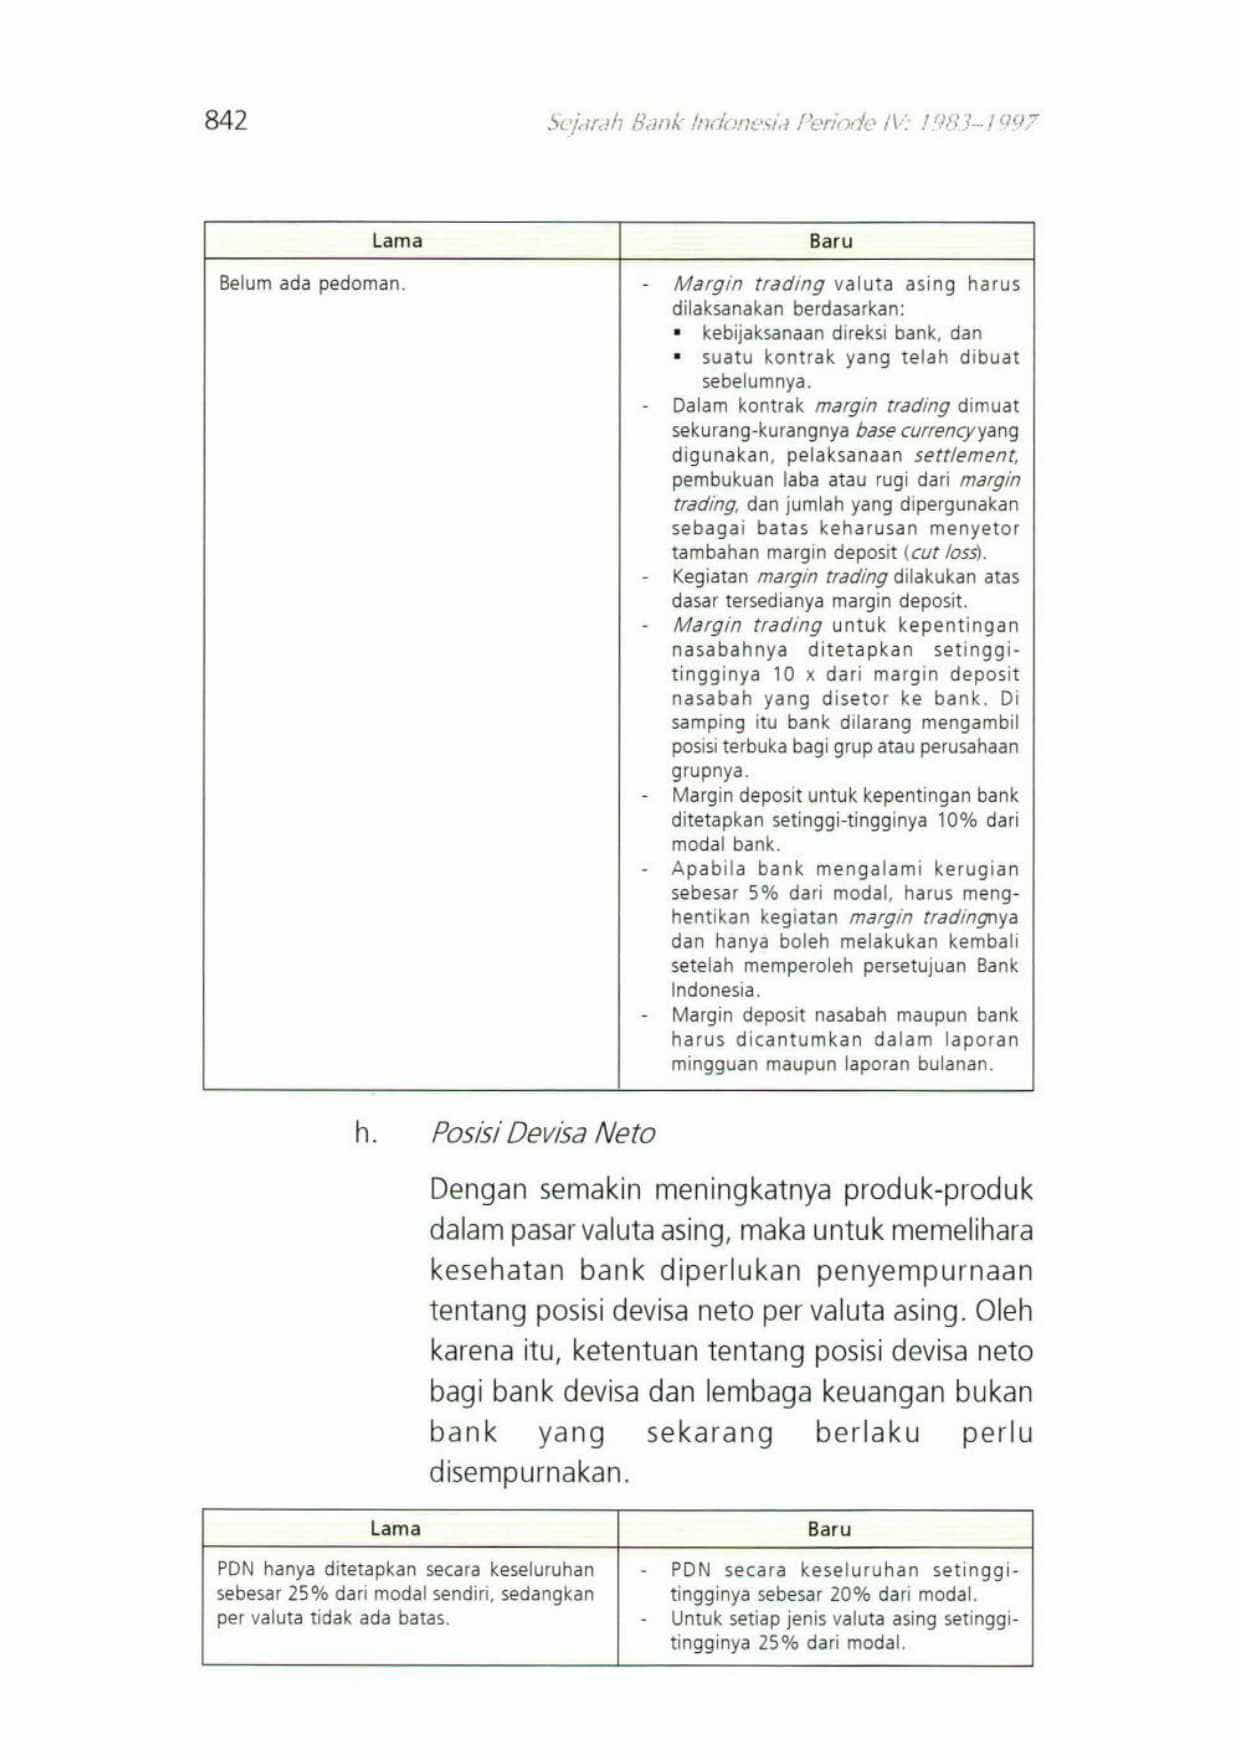 842
Sejarah Bank Indonesia Periode IV: 1983–1997
Lama
Baru
Belum ada pedoman.
- Margin trading valuta asing harus
dilaksanakan berdasarkan:
▪ kebijaksanaan direksi bank, dan
▪ suatu kontrak yang telah dibuat
sebelumnya.
- Dalam kontrak margin trading dimuat
sekurang-kurangnya base currency yang
digunakan, pelaksanaan settlement,
pembukuan laba atau rugi dari margin
trading, dan jumlah yang dipergunakan
sebagai batas keharusan menyetor
tambahan margin deposit (cut loss).
- Kegiatan margin trading dilakukan atas
dasar tersedianya margin deposit.
- Margin trading untuk kepentingan
nasabahnya ditetapkan setinggi-
tingginya 10 x dari margin deposit
nasabah yang disetor ke bank. Di
samping itu bank dilarang mengambil
posisi terbuka bagi grup atau perusahaan
grupnya.
- Margin deposit untuk kepentingan bank
ditetapkan setinggi-tingginya 10% dari
modal bank.
- Apabila bank mengalami kerugian
sebesar 5% dari modal, harus meng-
hentikan kegiatan margin tradingnya
dan hanya boleh melakukan kembali
setelah memperoleh persetujuan Bank
Indonesia.
- Margin deposit nasabah maupun bank
harus dicantumkan dalam laporan
mingguan maupun laporan bulanan.
h. Posisi Devisa Neto
Dengan semakin meningkatnya produk-produk
dalam pasar valuta asing, maka untuk memelihara
kesehatan bank diperlukan penyempurnaan
tentang posisi devisa neto per valuta asing. Oleh
karena itu, ketentuan tentang posisi devisa neto
bagi bank devisa dan lembaga keuangan bukan
bank yang sekarang berlaku perlu
disempurnakan.
Lama
Baru
PDN hanya ditetapkan secara keseluruhan
sebesar 25% dari modal sendiri, sedangkan
per valuta tidak ada batas.
- PDN secara keseluruhan setinggi-
tingginya sebesar 20% dari modal.
- Untuk setiap jenis valuta asing setinggi-
tingginya 25% dari modal.